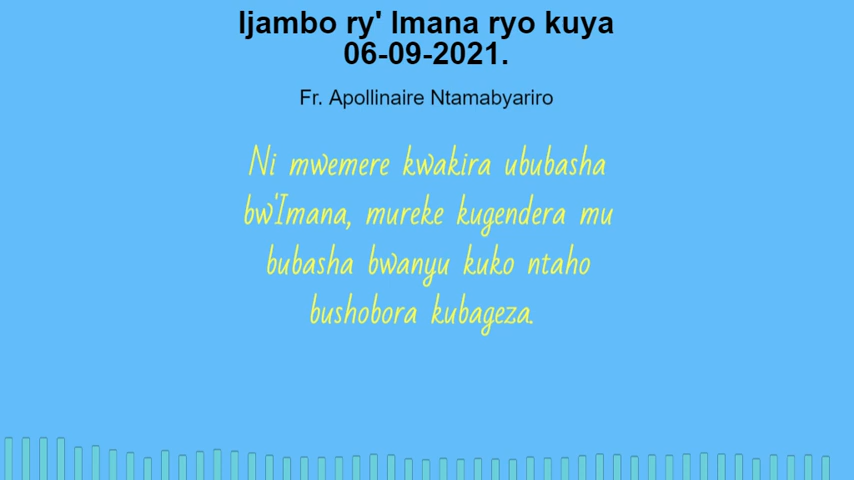 Ijambo ry' Imana ryo kuya
06-09-2021.
Fr. Apollinaire Ntamabyariro
Ni mwemere kwakira ububasha
bw'Imana, mureke kugendera mu
bubasha bwanyu kuko ntaho
bushobora kubageza.